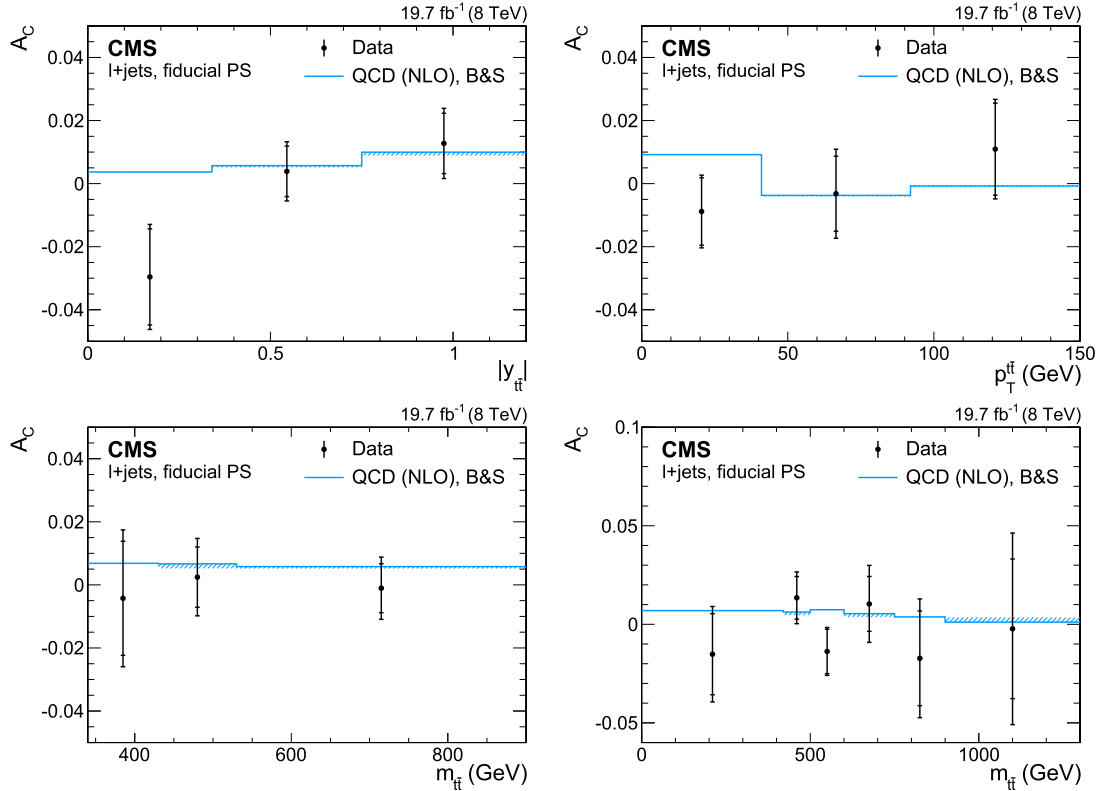 19.7 fb⁻¹ (8 TeV)
A_C
CMS
l+jets, fiducial PS
Data
QCD (NLO), B&S
0.04
0.02
0
-0.02
-0.04
0 0.5 1
|y_tt̄|
19.7 fb⁻¹ (8 TeV)
A_C
CMS
l+jets, fiducial PS
Data
QCD (NLO), B&S
0.04
0.02
0
-0.02
-0.04
0 50 100 150
p_T^tt̄ (GeV)
19.7 fb⁻¹ (8 TeV)
A_C
CMS
l+jets, fiducial PS
Data
QCD (NLO), B&S
0.04
0.02
0
-0.02
-0.04
400 600 800
m_tt̄ (GeV)
19.7 fb⁻¹ (8 TeV)
A_C
CMS
l+jets, fiducial PS
Data
QCD (NLO), B&S
0.1
0.05
0
-0.05
0 500 1000
m_tt̄ (GeV)